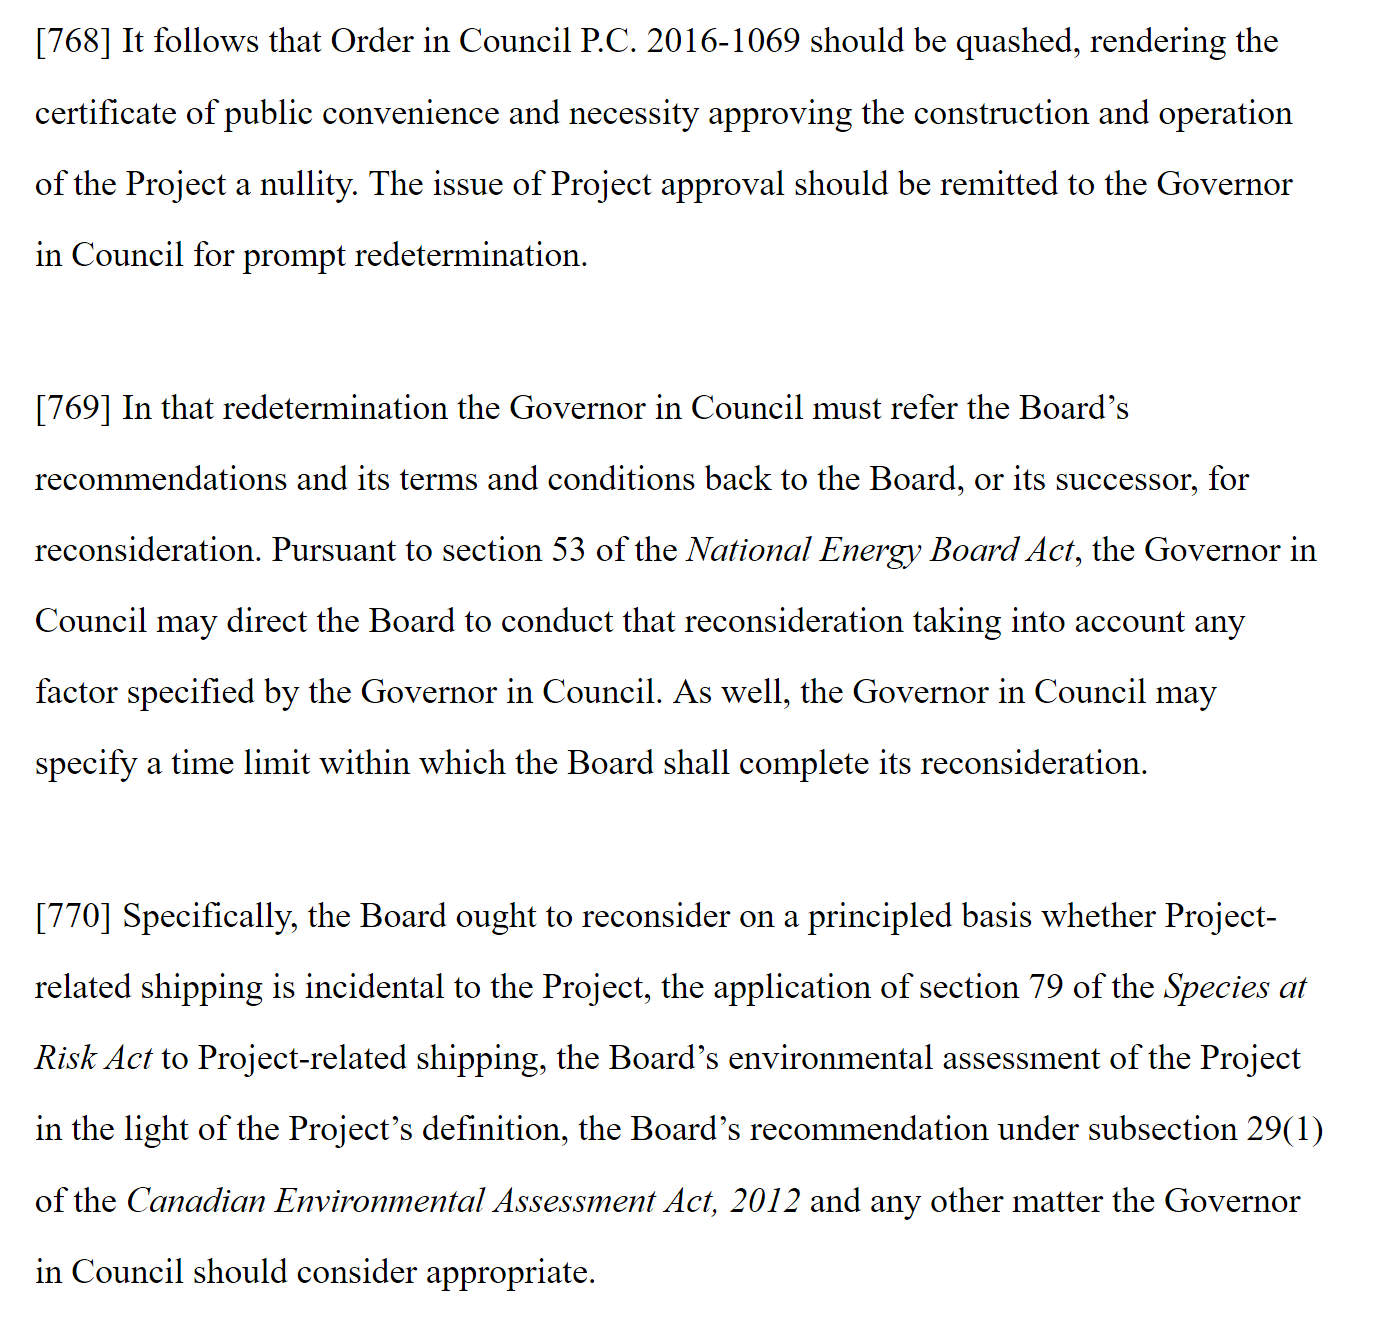 [768] It follows that Order in Council P.C. 2016-1069 should be quashed, rendering the
certificate of public convenience and necessity approving the construction and operation
of the Project a nullity. The issue of Project approval should be remitted to the Governor
in Council for prompt redetermination.
[769] In that redetermination the Governor in Council must refer the Board’s
recommendations and its terms and conditions back to the Board, or its successor, for
reconsideration. Pursuant to section 53 of the National Energy Board Act, the Governor in
Council may direct the Board to conduct that reconsideration taking into account any
factor specified by the Governor in Council. As well, the Governor in Council may
specify a time limit within which the Board shall complete its reconsideration.
[770] Specifically, the Board ought to reconsider on a principled basis whether Project-
related shipping is incidental to the Project, the application of section 79 of the Species at
Risk Act to Project-related shipping, the Board’s environmental assessment of the Project
in the light of the Project’s definition, the Board’s recommendation under subsection 29(1)
of the Canadian Environmental Assessment Act, 2012 and any other matter the Governor
in Council should consider appropriate.